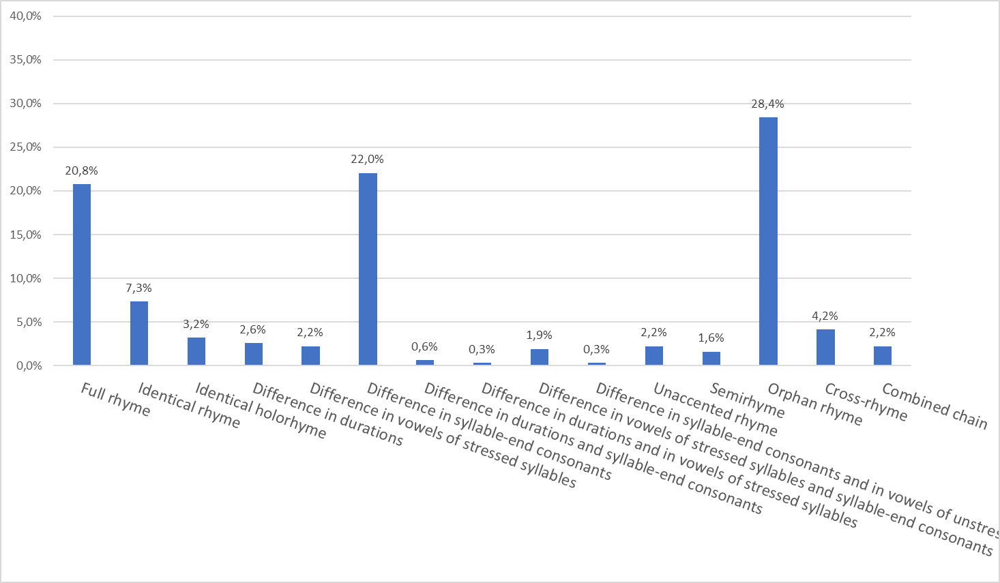 40,0%
35,0%
30,0%
25,0%
20,0%
15,0%
10,0%
5,0%
0,0%
20,8%
7,3%
3,2%
2,6%
2,2%
22,0%
0,6%
0,3%
1,9%
0,3%
2,2%
1,6%
28,4%
4,2%
2,2%
Full rhyme
Identical rhyme
Identical holorhyme
Difference in durations
Difference in vowels of stressed syllables
Difference in syllable-end consonants
Difference in durations and syllable-end consonants
Difference in durations and in vowels of stressed syllables
Difference in vowels of stressed syllables and syllable-end consonants
Difference in syllable-end consonants and in vowels of unstres
Unaccented rhyme
Semirhyme
Orphan rhyme
Cross-rhyme
Combined chain